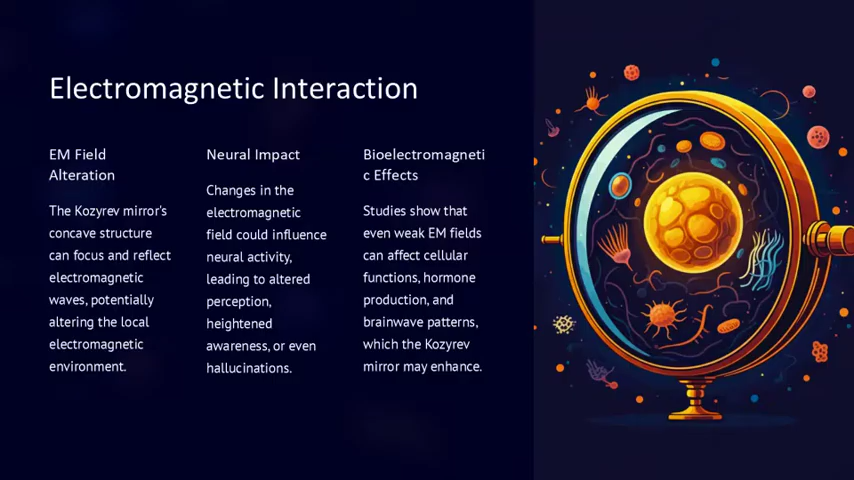 Electromagnetic Interaction
EM Field
Alteration
The Kozyrev mirror's
concave structure
can focus and reflect
electromagnetic
waves, potentially
altering the local
electromagnetic
environment.
Neural Impact
Changes in the
electromagnetic
field could influence
neural activity,
leading to altered
perception,
heightened
awareness, or even
hallucinations.
Bioelectromagneti
c Effects
Studies show that
even weak EM fields
can affect cellular
functions, hormone
production, and
brainwave patterns,
which the Kozyrev
mirror may enhance.